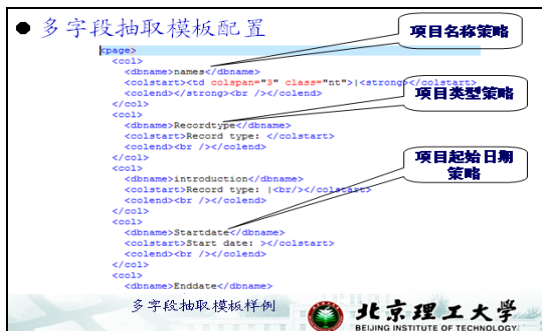 ● 多字段抽取模板配置
项目名称策略
<page>
<col>
<dbname>names</dbname>
<colstart><td colspan="3" class="nt">|<strong></colstart>
<colend></strong><br /></colend>
</col>
项目类型策略
<col>
<dbname>Recordtype</dbname>
<colstart>Record type: </colstart>
<colend><br /></colend>
</col>
项目起始日期
策略
<col>
<dbname>introduction</dbname>
<colstart>Record type: |<br/></colstart>
<colend><br /></colend>
</col>
<col>
<dbname>Startdate</dbname>
<colstart>Start date: ></colstart>
<colend><br /></colend>
</col>
<col>
<dbname>Enddate</dbname>
多字段抽取模板样例
北京理工大学
BEIJING INSTITUTE OF TECHNOLOGY